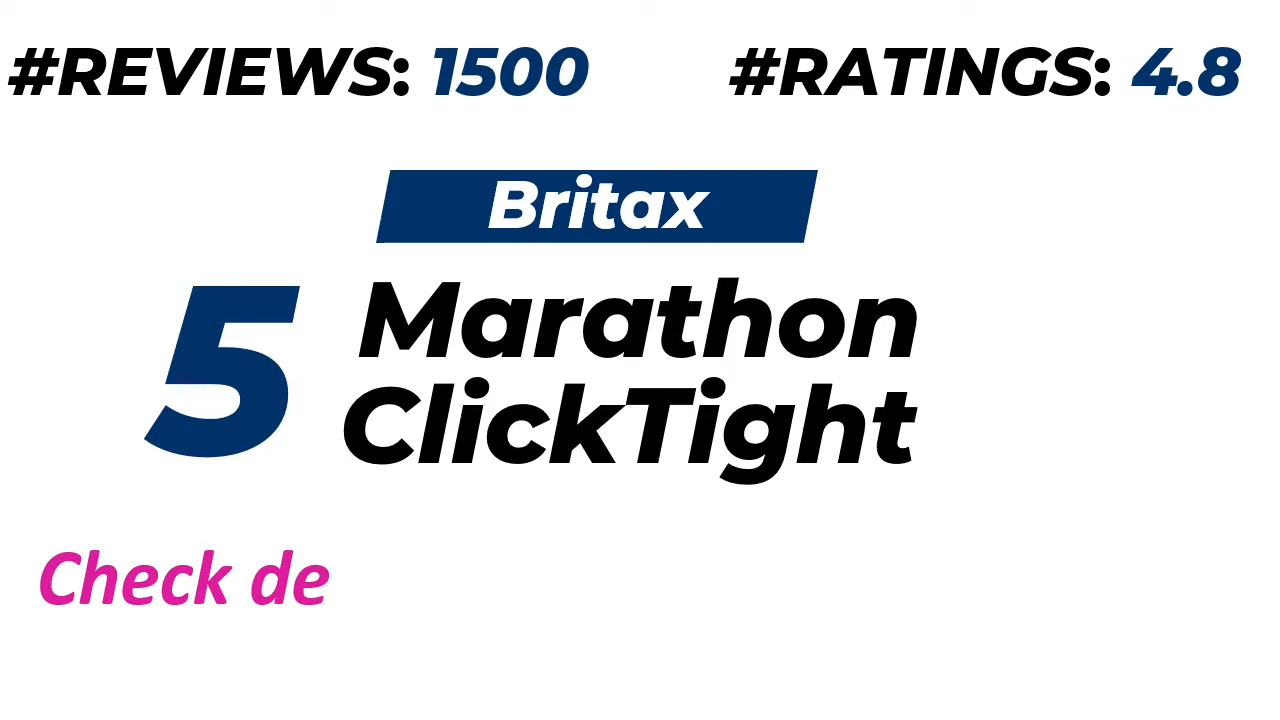 #REVIEWS: 1500 #RATINGS: 4.8
Britax
5 Marathon
ClickTight
Check de